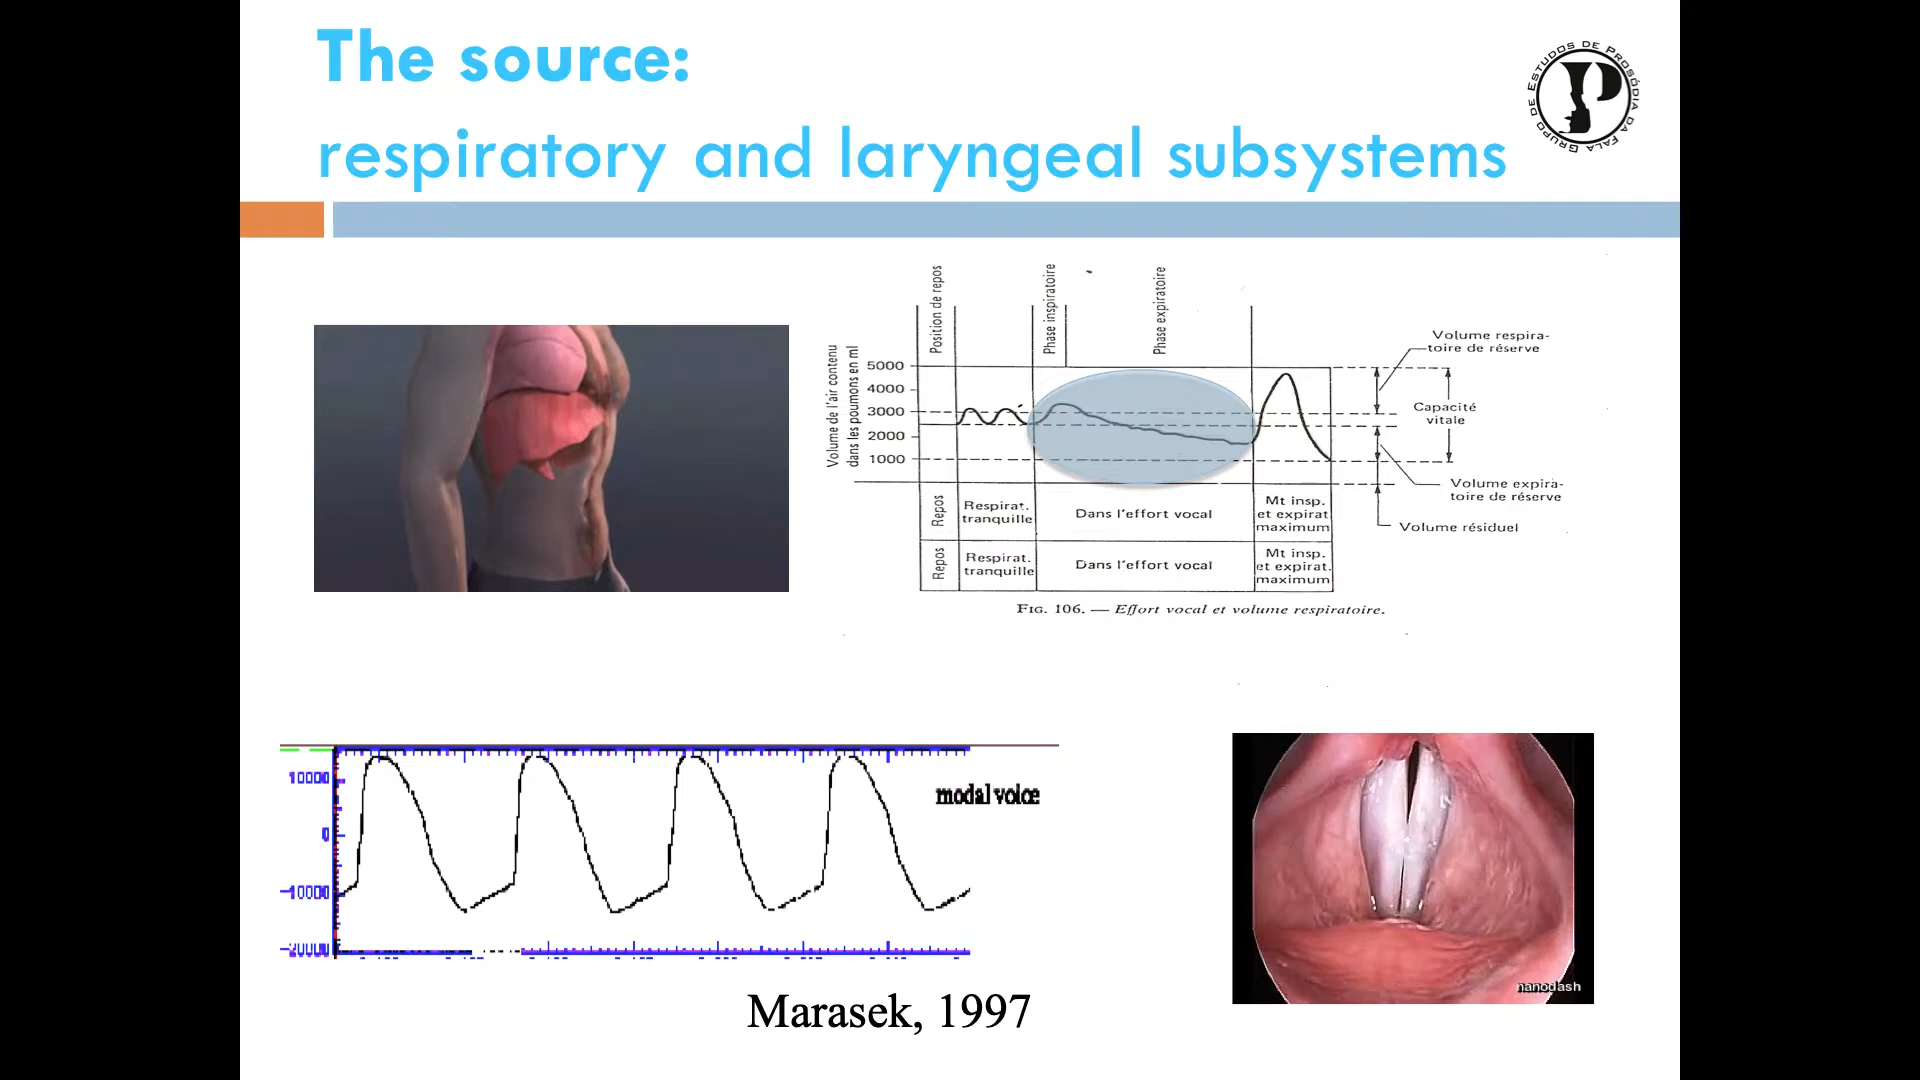 The source:
respiratory and laryngeal subsystems
GRUPO DE ESTUDOS DE PROSÓDIA DA FALA
P
Position de repos
Phase inspiratoire
Phase expiratoire
Volume de l'air contenu
dans les poumons en ml
5000
4000
3000
2000
1000
Volume respira-
toire de réserve
Capacité
vitale
Volume expira-
toire de réserve
Volume résiduel
Repos
Respirat.
tranquille
Dans l'effort vocal
Mt insp.
et expirat
maximum
Repos
Respirat.
tranquille
Dans l'effort vocal
Mt insp.
et expirat.
maximum
FIG. 106. — Effort vocal et volume respiratoire.
10000
0
-10000
-20000
modal voice
Marasek, 1997
nanodash